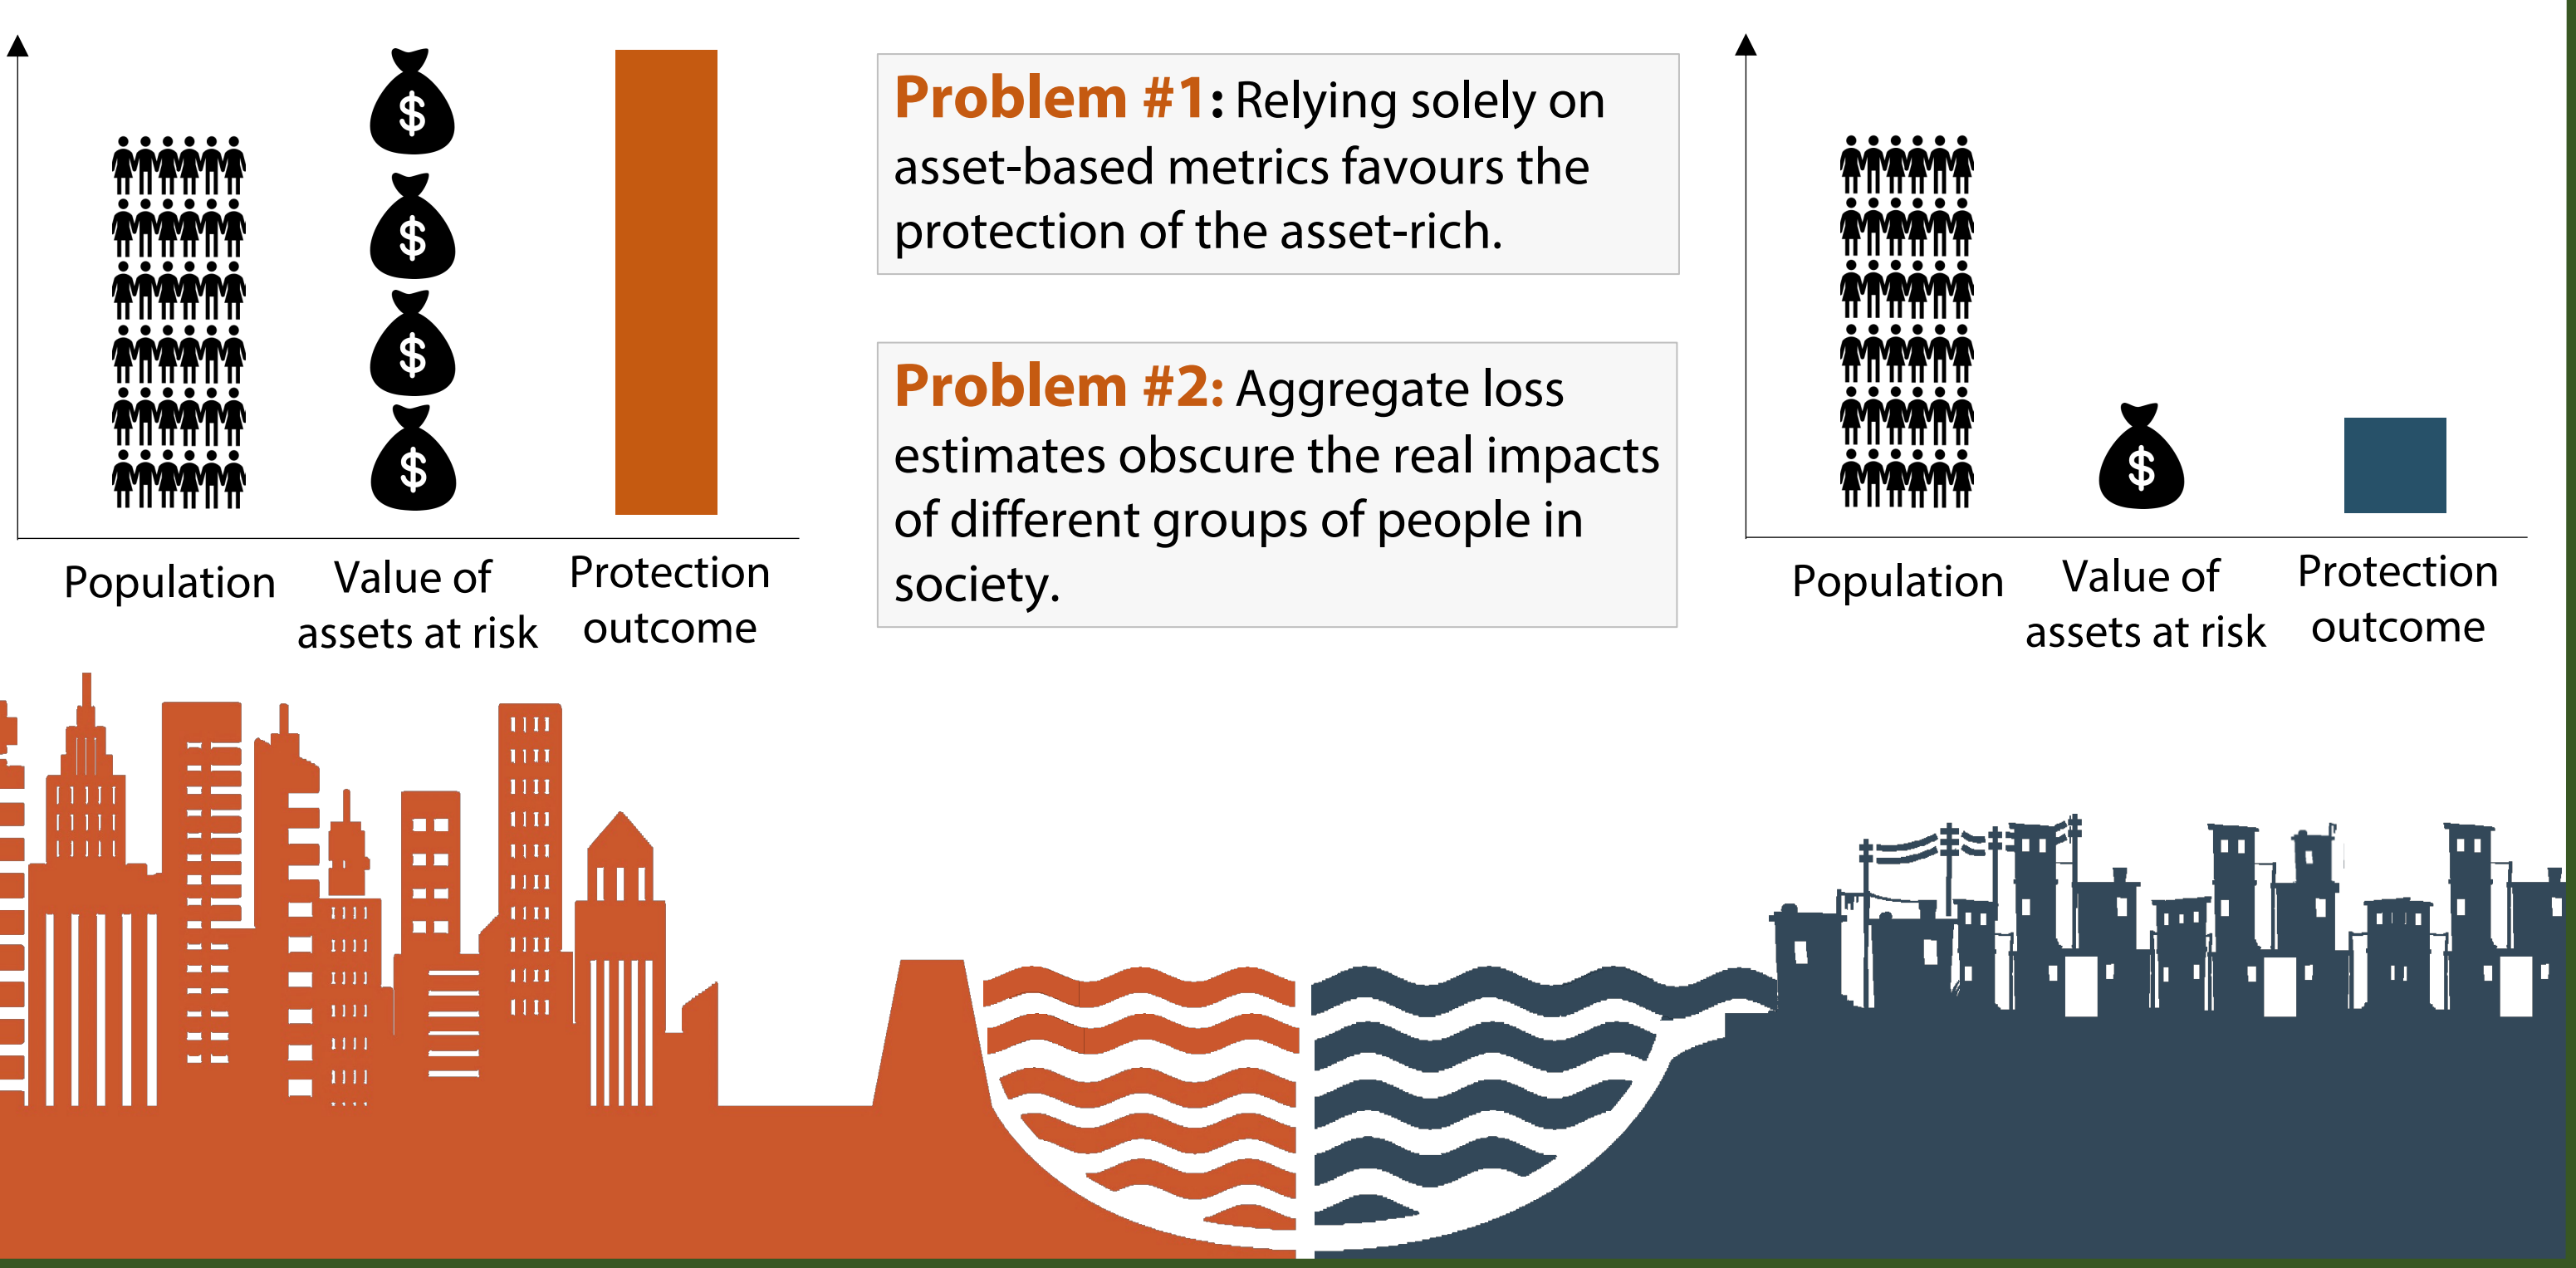 $
$
$
$
Population
Value of
assets at risk
Protection
outcome
Problem #1: Relying solely on
asset-based metrics favours the
protection of the asset-rich.
Problem #2: Aggregate loss
estimates obscure the real impacts
of different groups of people in
society.
$
Population
Value of
assets at risk
Protection
outcome